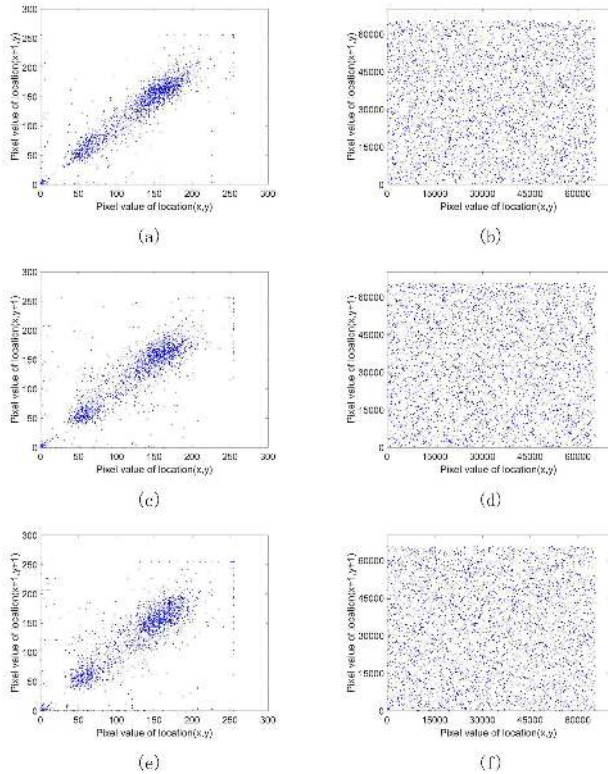 300
250
200
150
100
50
0
Pixel value of location(x+1,y)
0 50 100 150 200 250 300
Pixel value of location(x,y)
(a)
60000
45000
30000
15000
0
Pixel value of location(x+1,y)
0 15000 30000 45000 60000
Pixel value of location(x,y)
(b)
300
250
200
150
100
50
0
Pixel value of location(x,y+1)
0 50 100 150 200 250 300
Pixel value of location(x,y)
(c)
60000
45000
30000
15000
0
Pixel value of location(x,y+1)
0 15000 30000 45000 60000
Pixel value of location(x,y)
(d)
300
250
200
150
100
50
0
Pixel value of location(x+1,y+1)
0 50 100 150 200 250 300
Pixel value of location(x,y)
(e)
60000
45000
30000
15000
0
Pixel value of location(x+1,y+1)
0 15000 30000 45000 60000
Pixel value of location(x,y)
(f)